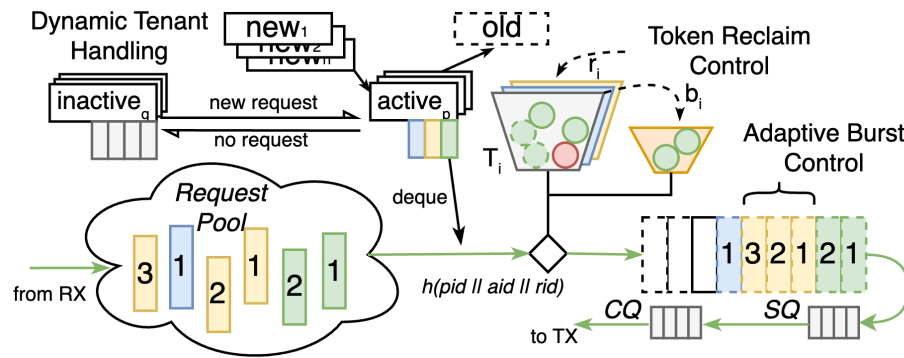 Dynamic Tenant
Handling
new₁
new₂
newₙ
old
Token Reclaim
Control
rᵢ
bᵢ
inactive_q
new request
no request
active_p
Tᵢ
Adaptive Burst
Control
Request
Pool
deque
3 1 2 1 2 1
1 3 2 1 2 1
from RX
h(pid || aid || rid)
CQ
SQ
to TX